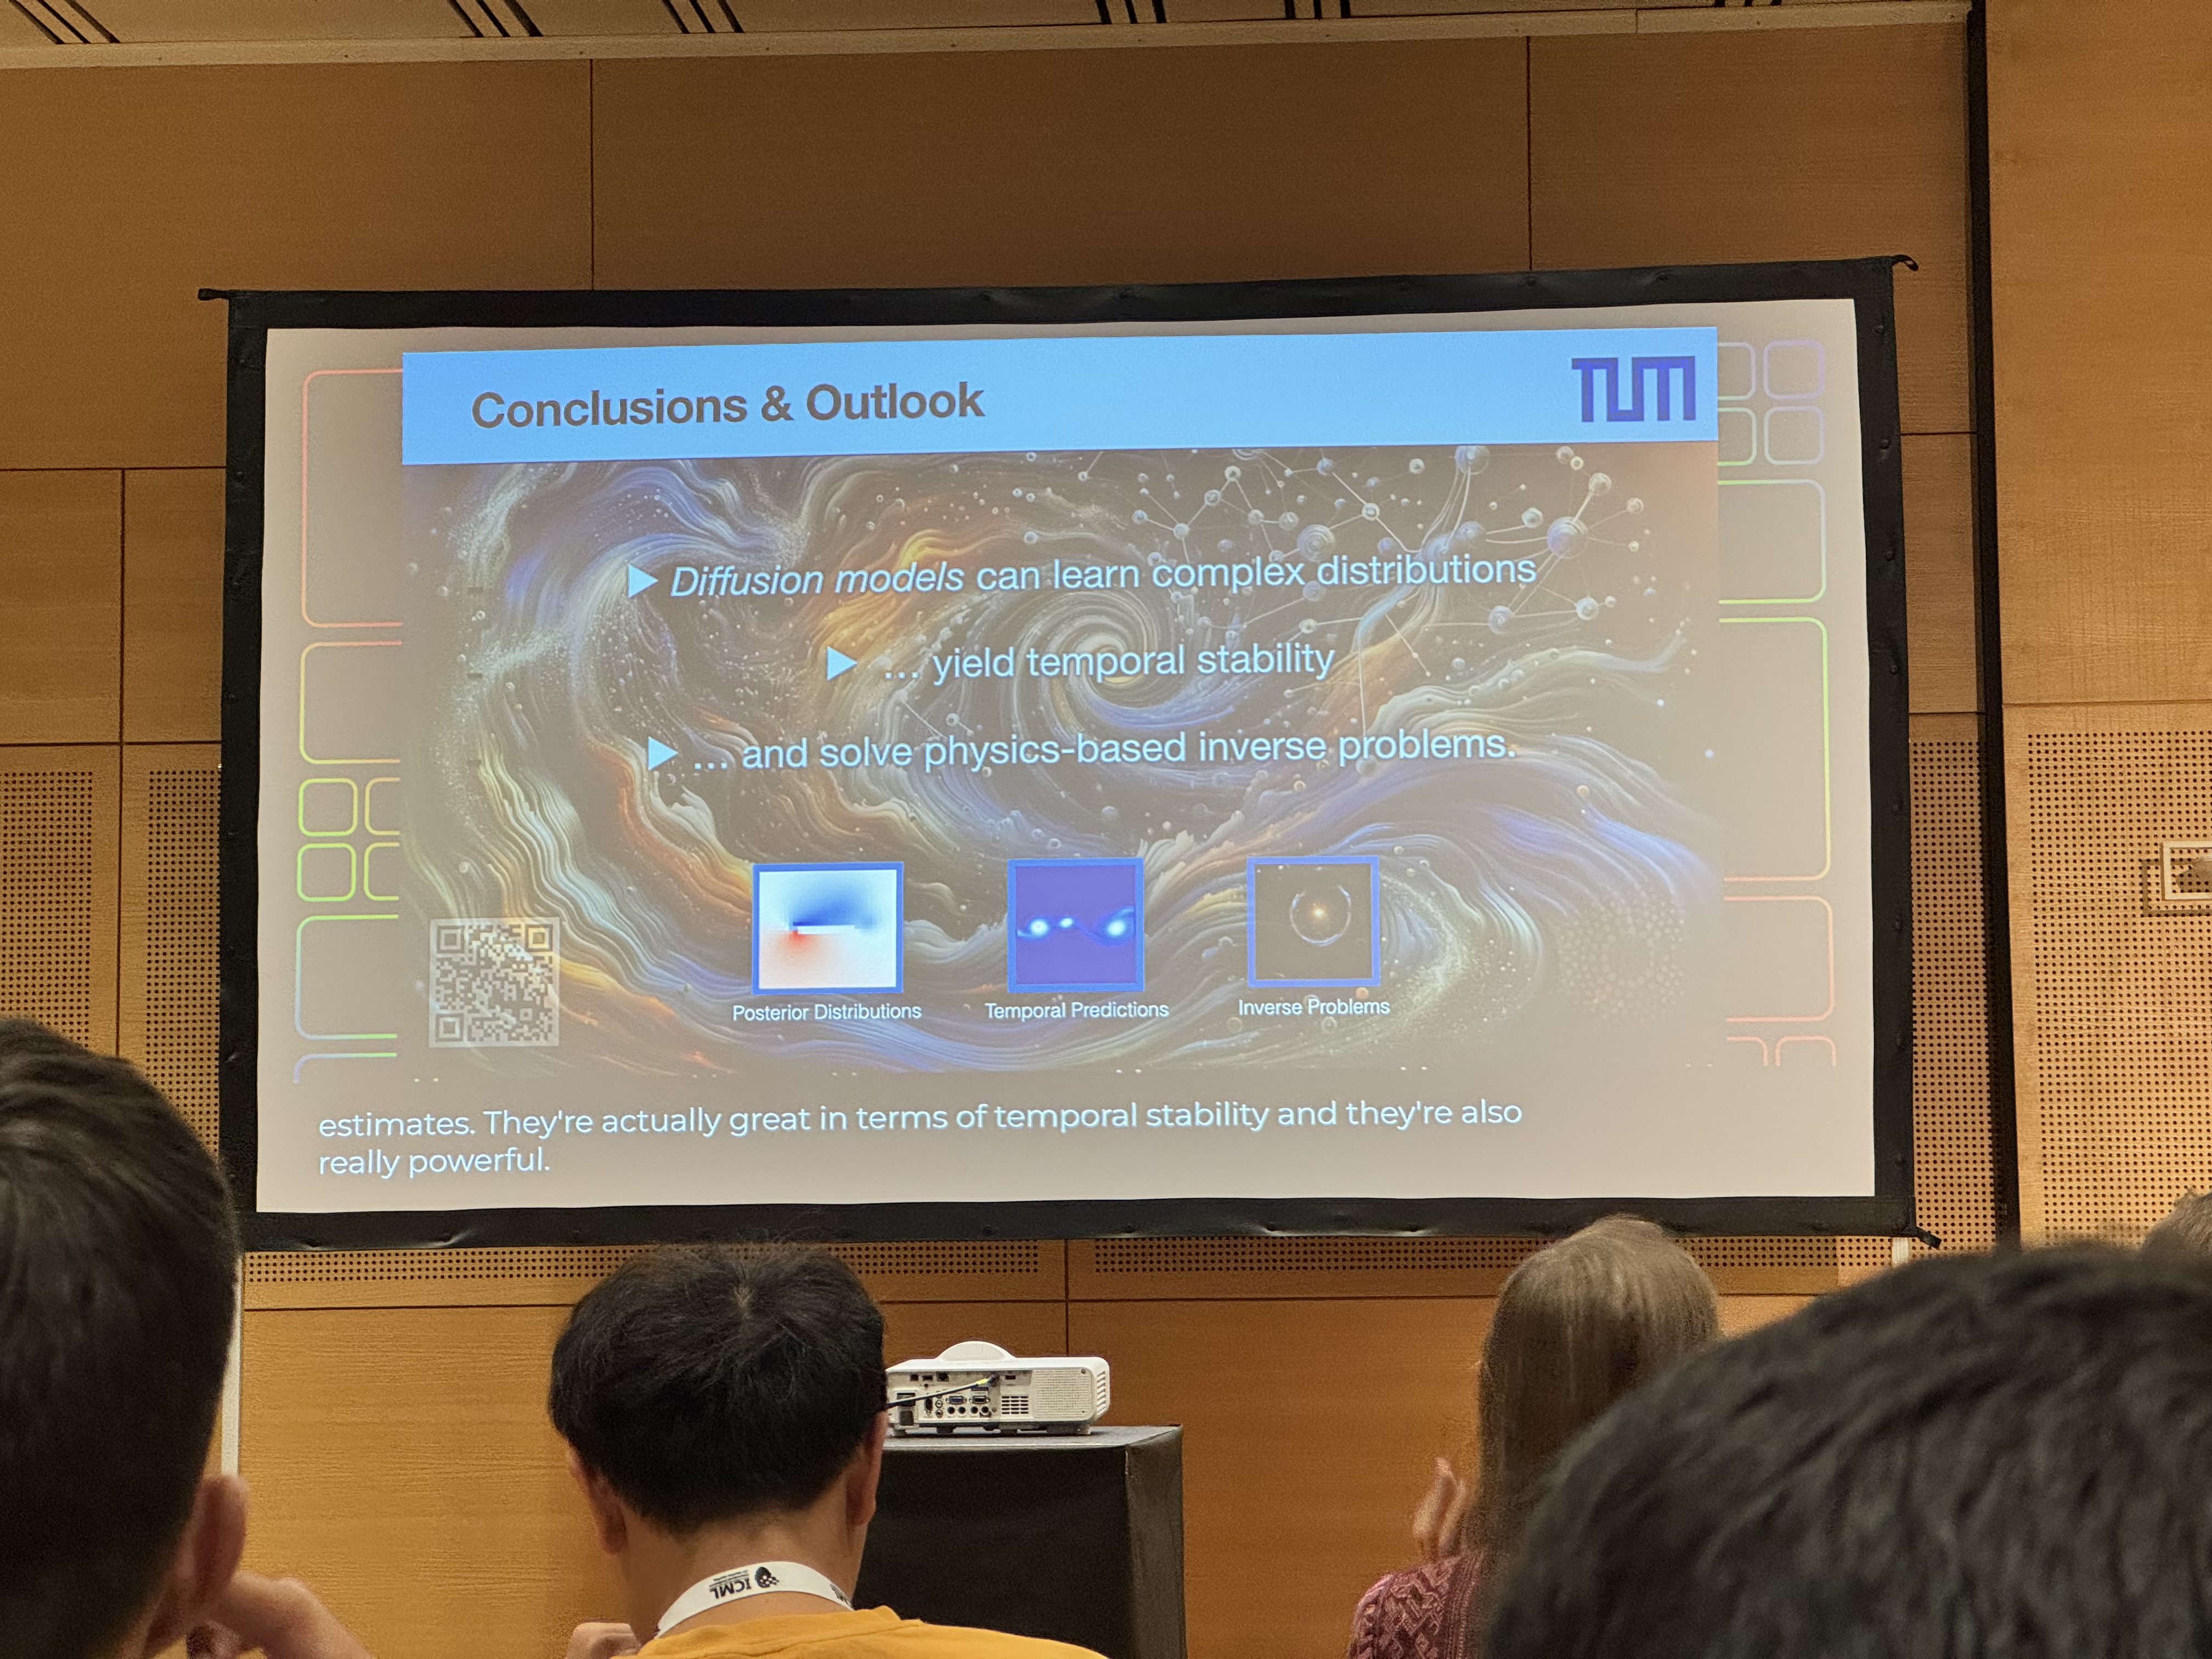 Conclusions & Outlook
TUM
▶ Diffusion models can learn complex distributions
▶ ... yield temporal stability
▶ ... and solve physics-based inverse problems.
Posterior Distributions
Temporal Predictions
Inverse Problems
estimates. They're actually great in terms of temporal stability and they're also
really powerful.
ICML